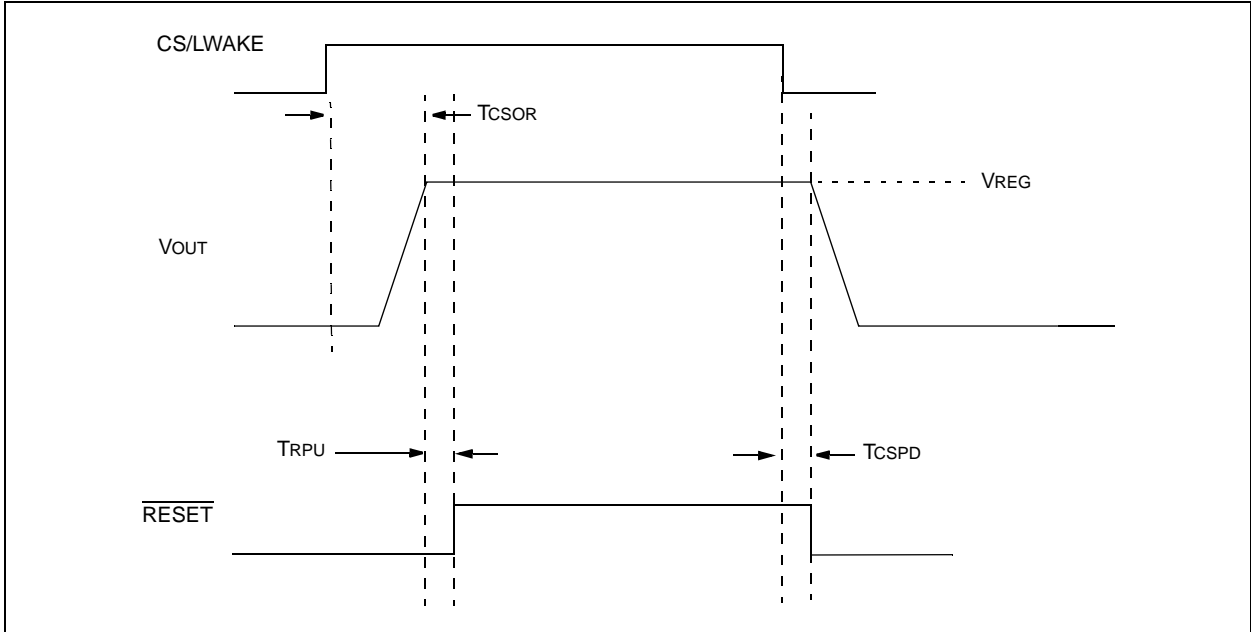 CS/LWAKE
TCSOR
VREG
VOUT
TRPU
TCSPD
RESET